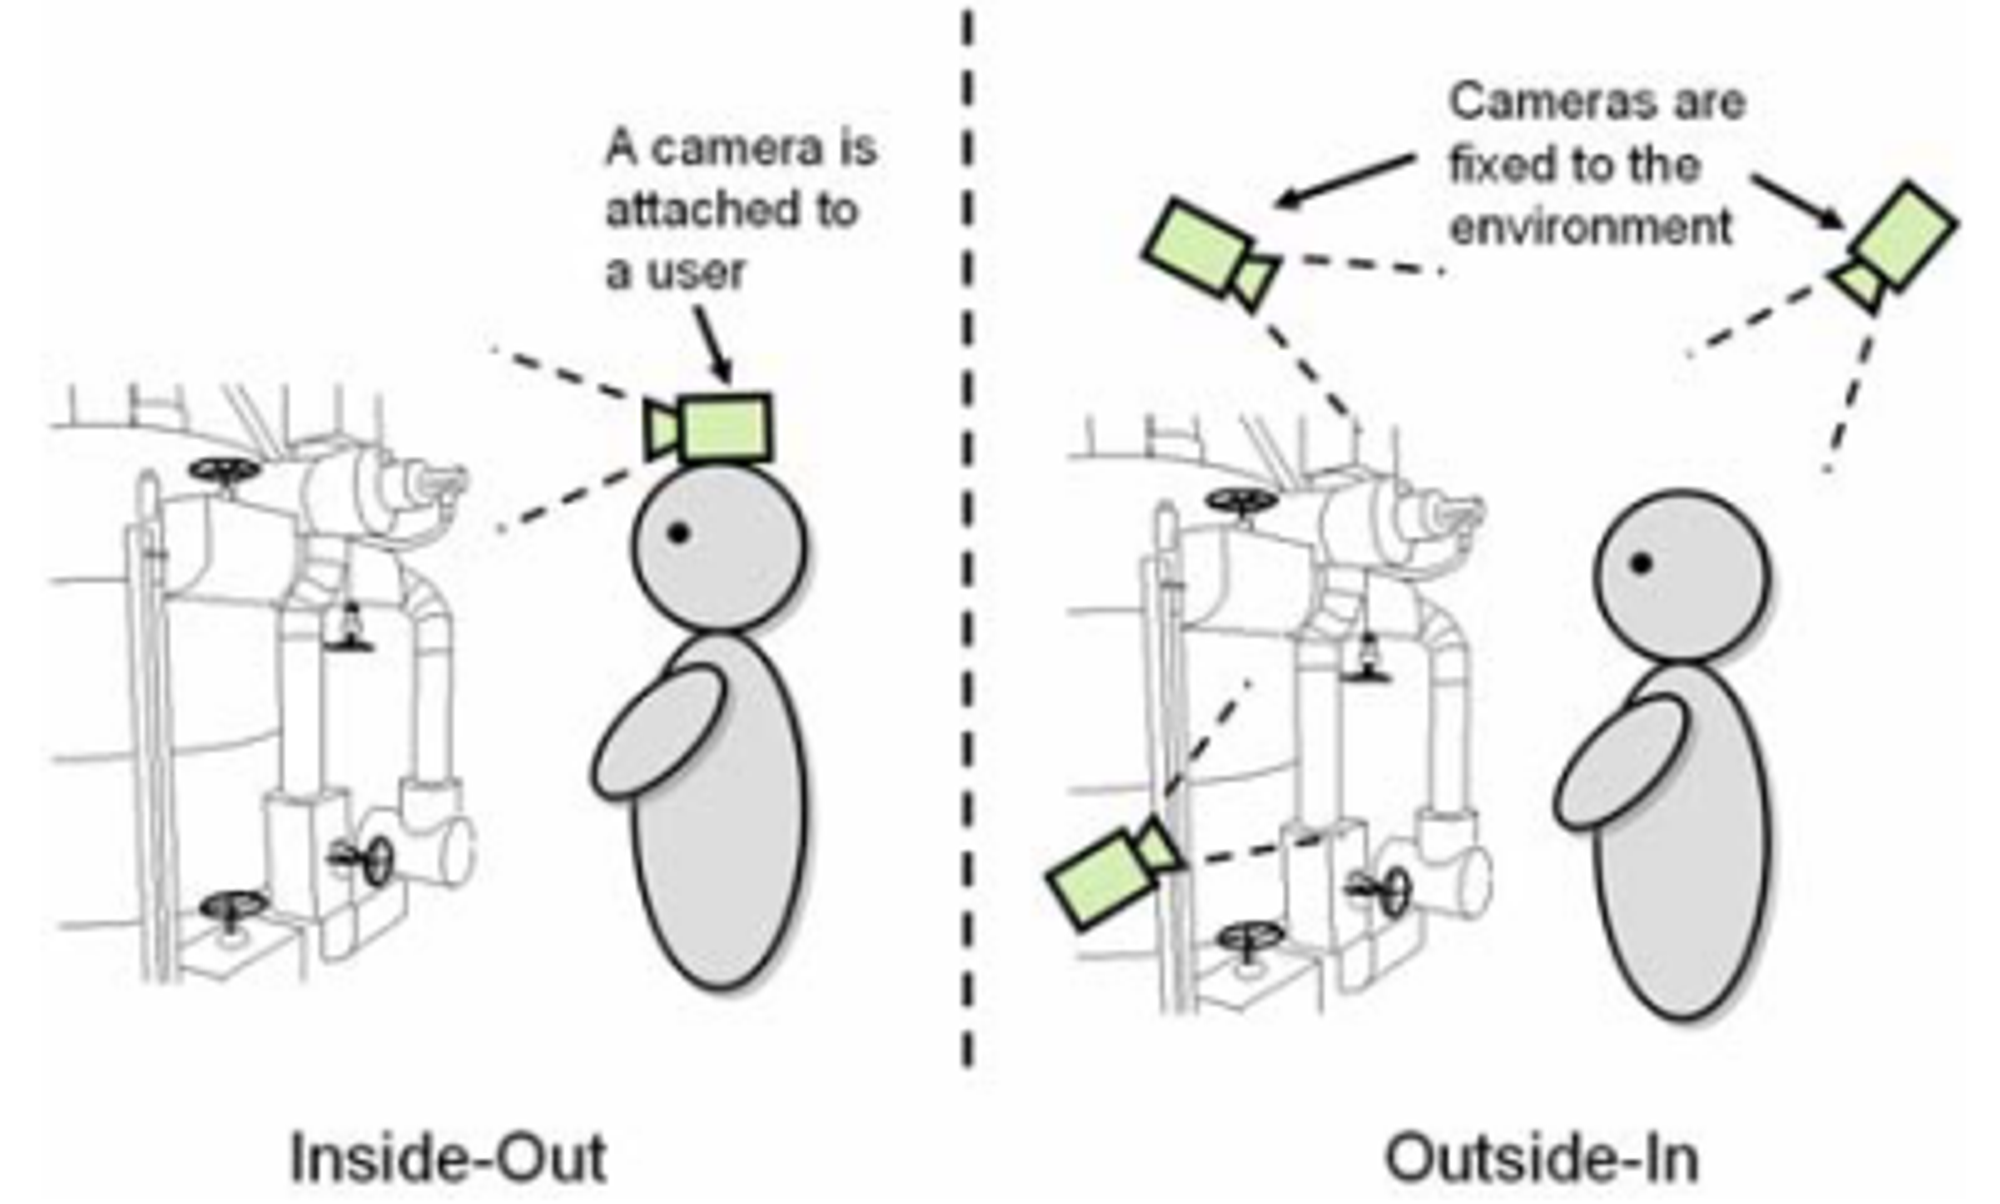 A camera is
attached to
a user
Inside-Out
Cameras are
fixed to the
environment
Outside-In